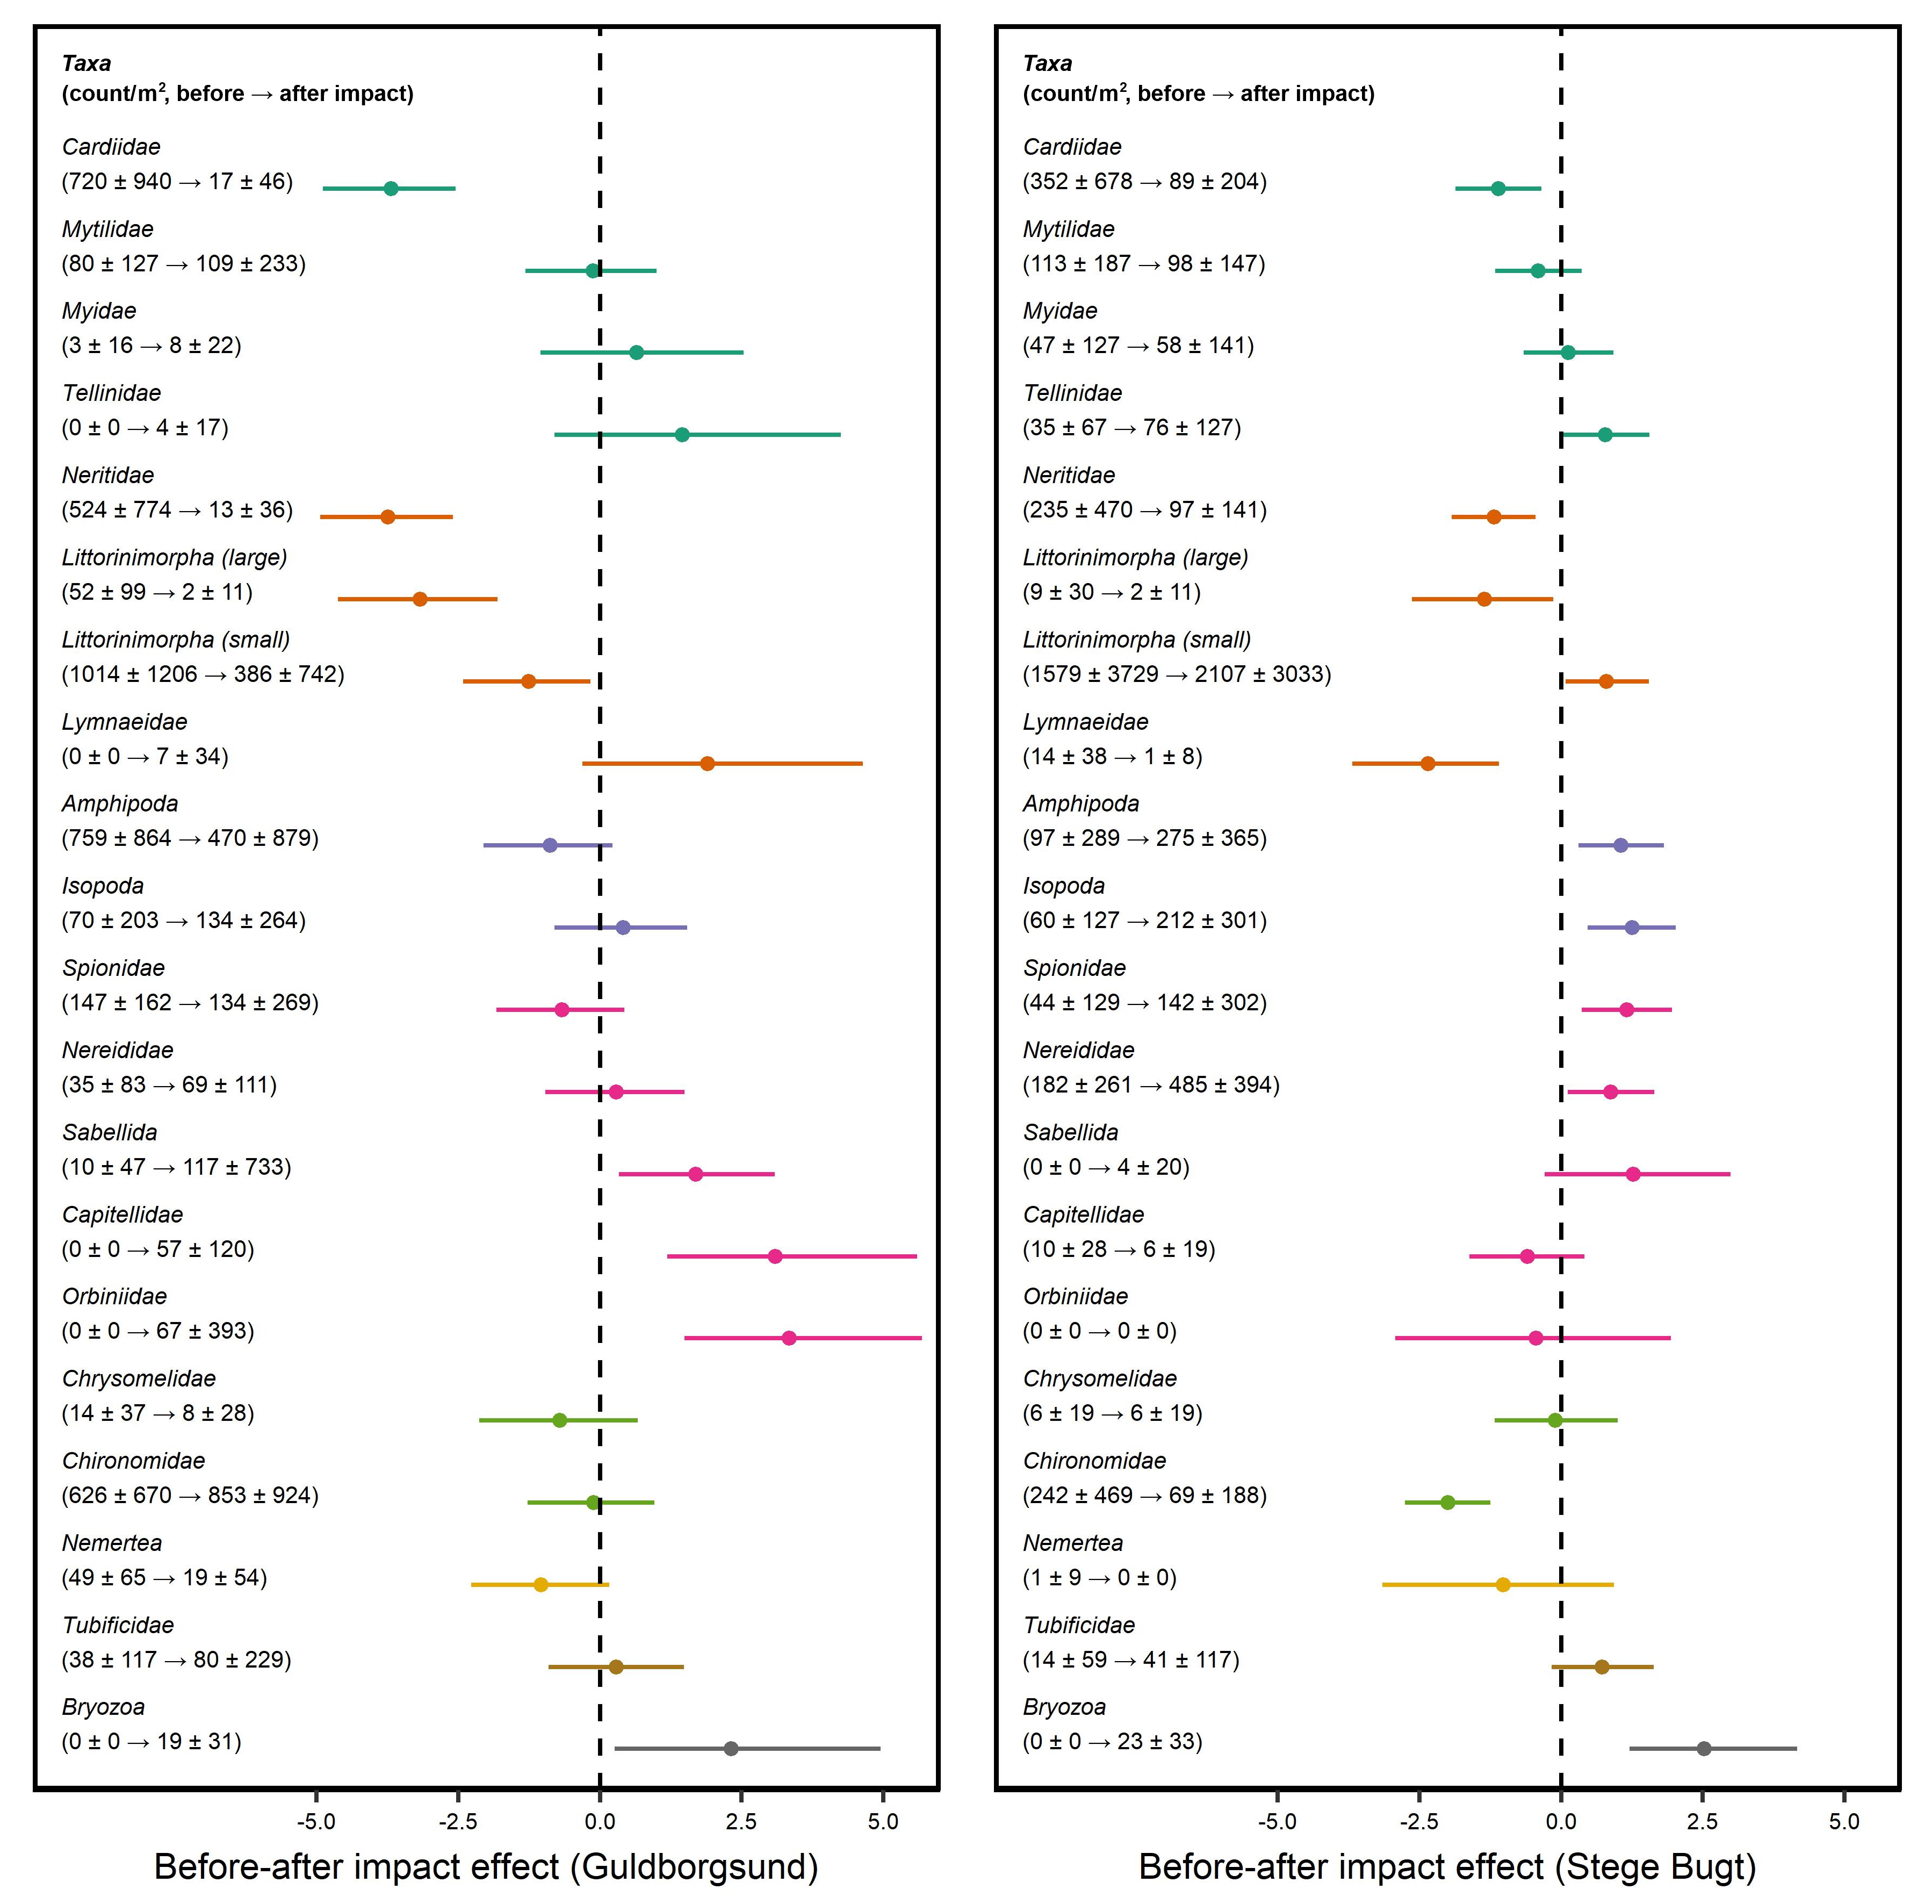 Taxa
(count/m², before → after impact)
Cardiidae
(720 ± 940 → 17 ± 46)
Mytilidae
(80 ± 127 → 109 ± 233)
Myidae
(3 ± 16 → 8 ± 22)
Tellinidae
(0 ± 0 → 4 ± 17)
Neritidae
(524 ± 774 → 13 ± 36)
Littorinimorpha (large)
(52 ± 99 → 2 ± 11)
Littorinimorpha (small)
(1014 ± 1206 → 386 ± 742)
Lymnaeidae
(0 ± 0 → 7 ± 34)
Amphipoda
(759 ± 864 → 470 ± 879)
Isopoda
(70 ± 203 → 134 ± 264)
Spionidae
(147 ± 162 → 134 ± 269)
Nereididae
(35 ± 83 → 69 ± 111)
Sabellida
(10 ± 47 → 117 ± 733)
Capitellidae
(0 ± 0 → 57 ± 120)
Orbiniidae
(0 ± 0 → 67 ± 393)
Chrysomelidae
(14 ± 37 → 8 ± 28)
Chironomidae
(626 ± 670 → 853 ± 924)
Nemertea
(49 ± 65 → 19 ± 54)
Tubificidae
(38 ± 117 → 80 ± 229)
Bryozoa
(0 ± 0 → 19 ± 31)
-5.0 -2.5 0.0 2.5 5.0
Before-after impact effect (Guldborgsund)
Taxa
(count/m², before → after impact)
Cardiidae
(352 ± 678 → 89 ± 204)
Mytilidae
(113 ± 187 → 98 ± 147)
Myidae
(47 ± 127 → 58 ± 141)
Tellinidae
(35 ± 67 → 76 ± 127)
Neritidae
(235 ± 470 → 97 ± 141)
Littorinimorpha (large)
(9 ± 30 → 2 ± 11)
Littorinimorpha (small)
(1579 ± 3729 → 2107 ± 3033)
Lymnaeidae
(14 ± 38 → 1 ± 8)
Amphipoda
(97 ± 289 → 275 ± 365)
Isopoda
(60 ± 127 → 212 ± 301)
Spionidae
(44 ± 129 → 142 ± 302)
Nereididae
(182 ± 261 → 485 ± 394)
Sabellida
(0 ± 0 → 4 ± 20)
Capitellidae
(10 ± 28 → 6 ± 19)
Orbiniidae
(0 ± 0 → 0 ± 0)
Chrysomelidae
(6 ± 19 → 6 ± 19)
Chironomidae
(242 ± 469 → 69 ± 188)
Nemertea
(1 ± 9 → 0 ± 0)
Tubificidae
(14 ± 59 → 41 ± 117)
Bryozoa
(0 ± 0 → 23 ± 33)
-5.0 -2.5 0.0 2.5 5.0
Before-after impact effect (Stege Bugt)